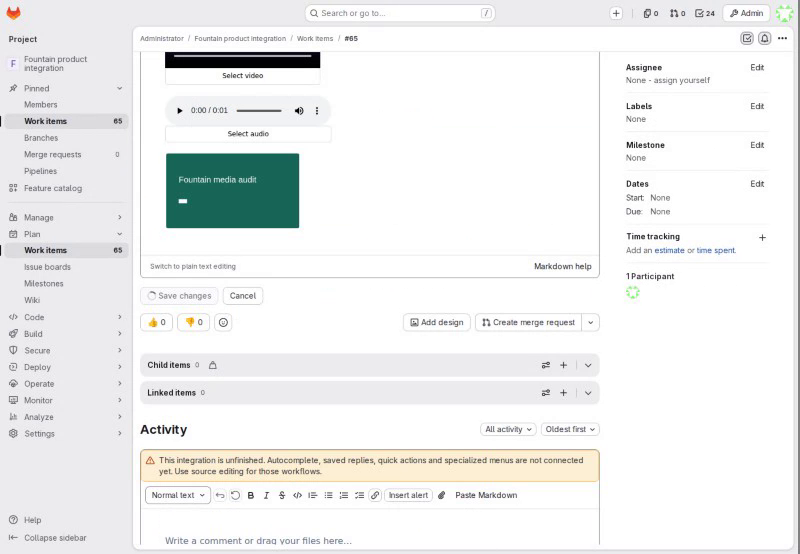 Search or go to...
/
0
0
24
Admin
Project
F
Fountain product
integration
Pinned
Members
Work items 65
Branches
Merge requests 0
Pipelines
Feature catalog
Manage
Plan
Work items 65
Issue boards
Milestones
Wiki
Code
Build
Secure
Deploy
Operate
Monitor
Analyze
Settings
Help
Collapse sidebar
Administrator / Fountain product integration / Work items / #65
Select video
0:00 / 0:01
Select audio
Fountain media audit
Switch to plain text editing
Markdown help
Save changes
Cancel
0
0
Add design
Create merge request
Child items 0
Linked items 0
Activity
All activity
Oldest first
This integration is unfinished. Autocomplete, saved replies, quick actions and specialized menus are not connected
yet. Use source editing for those workflows.
Normal text
B I S
Insert alert
Paste Markdown
Write a comment or drag your files here...
Assignee Edit
None - assign yourself
Labels Edit
None
Milestone Edit
None
Dates Edit
Start: None
Due: None
Time tracking
Add an estimate or time spent.
1 Participant